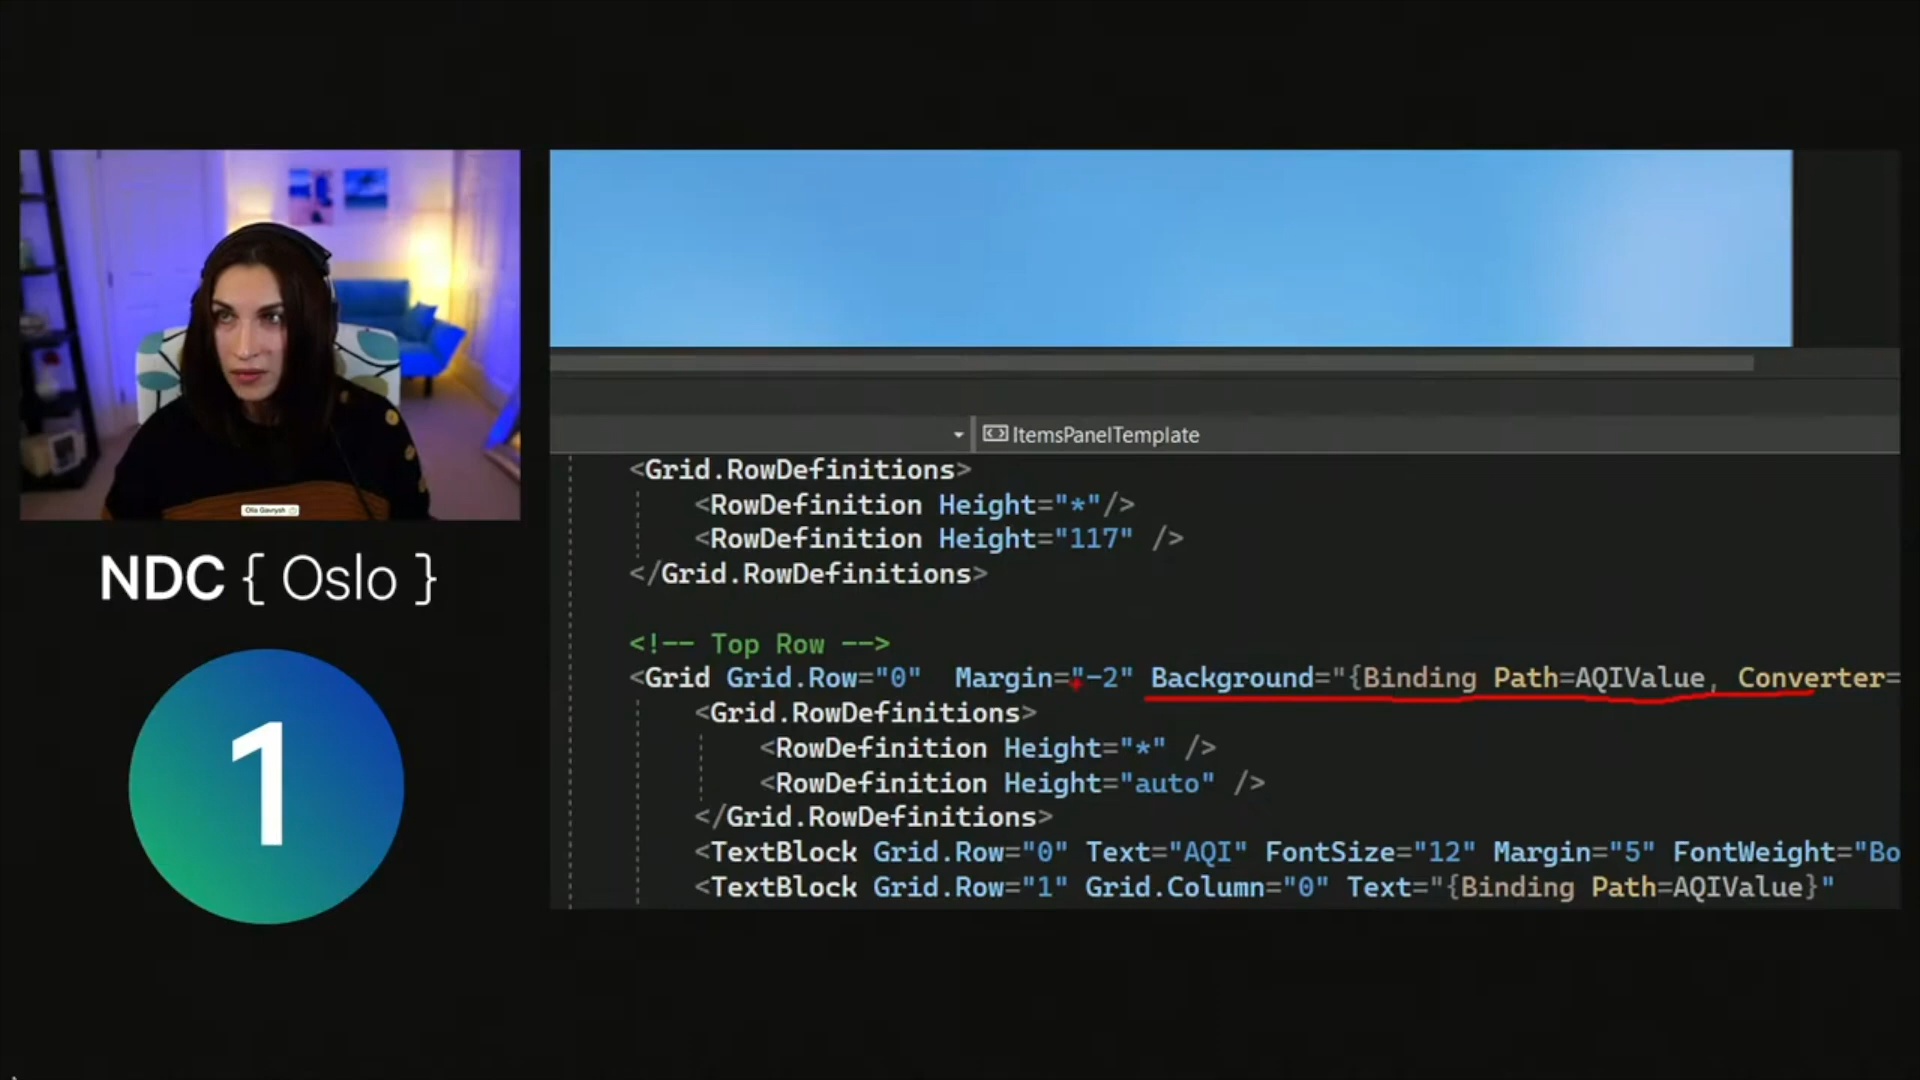 Olia Gavrysh
NDC { Oslo }
1
ItemsPanelTemplate
<Grid.RowDefinitions>
<RowDefinition Height="*"/>
<RowDefinition Height="117" />
</Grid.RowDefinitions>
<!-- Top Row -->
<Grid Grid.Row="0"  Margin="-2" Background="{Binding Path=AQIValue, Converter=
<Grid.RowDefinitions>
<RowDefinition Height="*" />
<RowDefinition Height="auto" />
</Grid.RowDefinitions>
<TextBlock Grid.Row="0" Text="AQI" FontSize="12" Margin="5" FontWeight="Bo
<TextBlock Grid.Row="1" Grid.Column="0" Text="{Binding Path=AQIValue}"